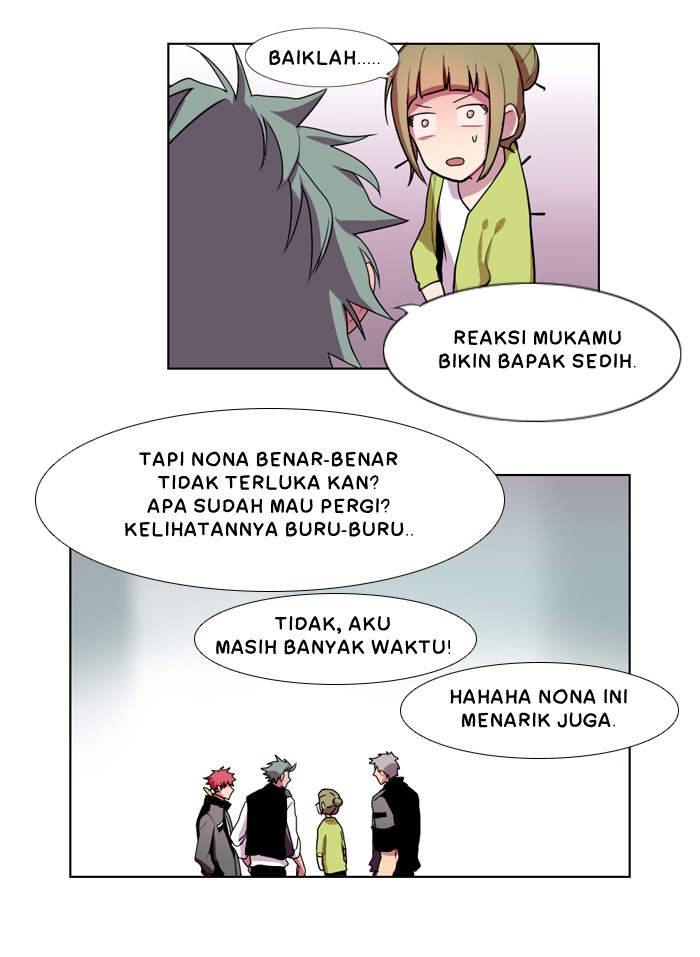 BAIKLAH.....
REAKSI MUKAMU
BIKIN BAPAK SEDIH.
TAPI NONA BENAR-BENAR
TIDAK TERLUKA KAN?
APA SUDAH MAU PERGI?
KELIHATANNYA BURU-BURU..
TIDAK, AKU
MASIH BANYAK WAKTU!
HAHAHA NONA INI
MENARIK JUGA.